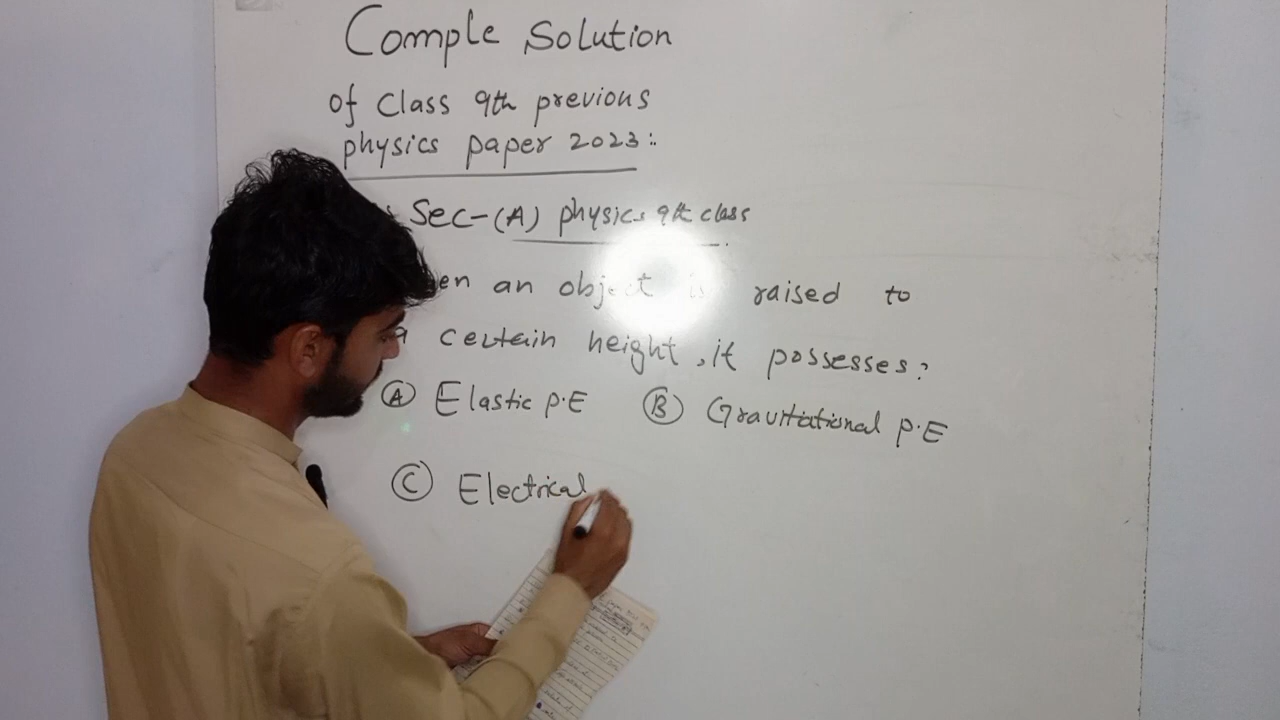 Comple Solution
of Class 9th previous
physics paper 2023::
Sec-(A) physics 9th class
en an object is raised to
a certain height, it possesses?
(A) Elastic P.E (B) Gravitational P.E
(C) Electrical